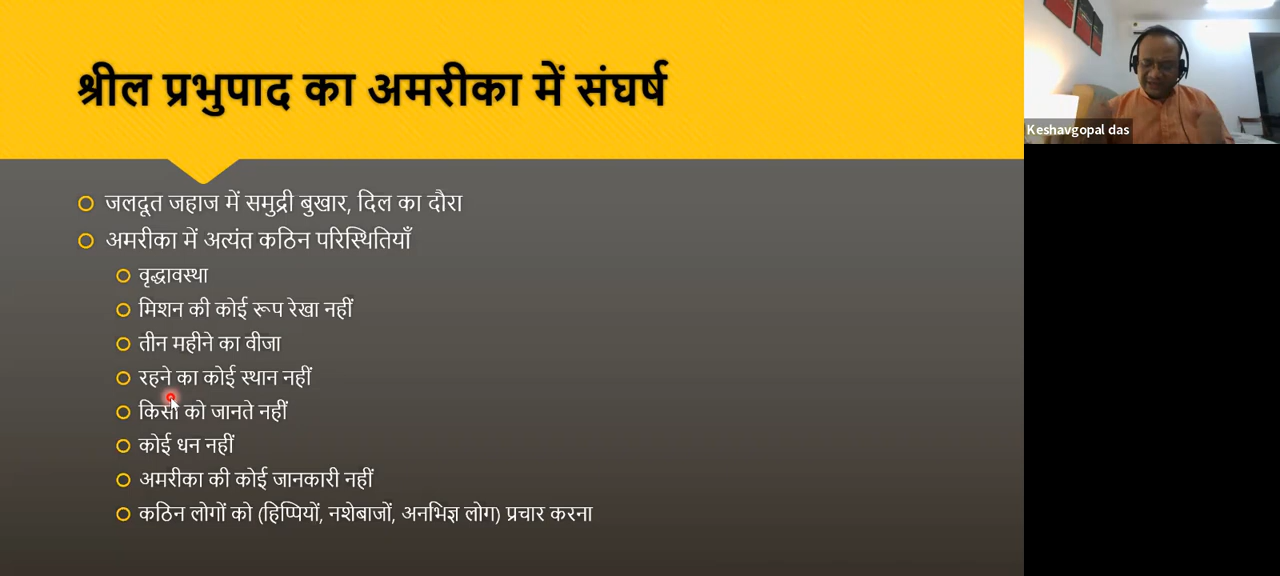 श्रील प्रभुपाद का अमरीका में संघर्ष
जलदूत जहाज में समुद्री बुखार, दिल का दौरा
अमरीका में अत्यंत कठिन परिस्थितियाँ
वृद्धावस्था
मिशन की कोई रूप रेखा नहीं
तीन महीने का वीजा
रहने का कोई स्थान नहीं
किसी को जानते नहीं
कोई धन नहीं
अमरीका की कोई जानकारी नहीं
कठिन लोगों को (हिप्पियों, नशेबाजों, अनभिज्ञ लोग) प्रचार करना
Keshavgopal das